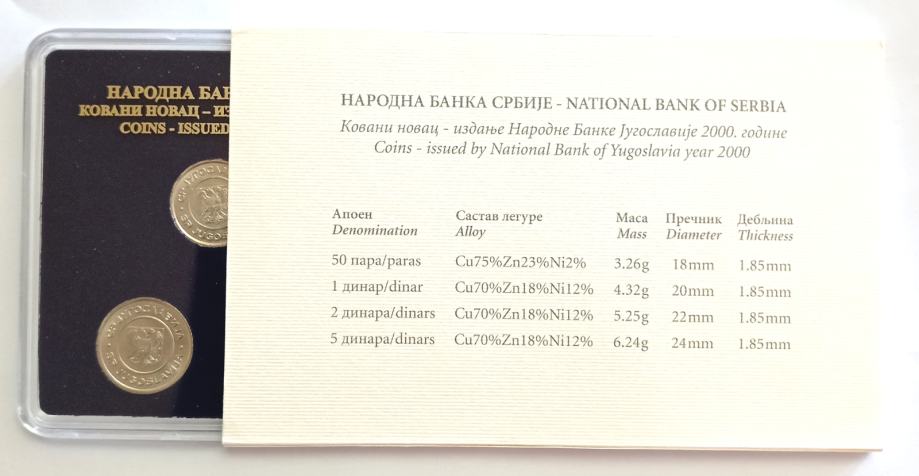 НАРОДНА БАН
КОВАНИ НОВАЦ – ИЗ
COINS - ISSUED
СР ЈУГОСЛАВИЈА
SR JUGOSLAVIJA
НАРОДНА БАНКА СРБИЈЕ - NATIONAL BANK OF SERBIA
Ковани новац - издање Народне Банке Југославије 2000. године
Coins - issued by National Bank of Yugoslavia year 2000
Апоен Састав легуре Маса Пречник Дебљина
Denomination Alloy Mass Diameter Thickness
50 пара/paras Cu75%Zn23%Ni2% 3.26g 18mm 1.85mm
1 динар/dinar Cu70%Zn18%Ni12% 4.32g 20mm 1.85mm
2 динара/dinars Cu70%Zn18%Ni12% 5.25g 22mm 1.85mm
5 динара/dinars Cu70%Zn18%Ni12% 6.24g 24mm 1.85mm